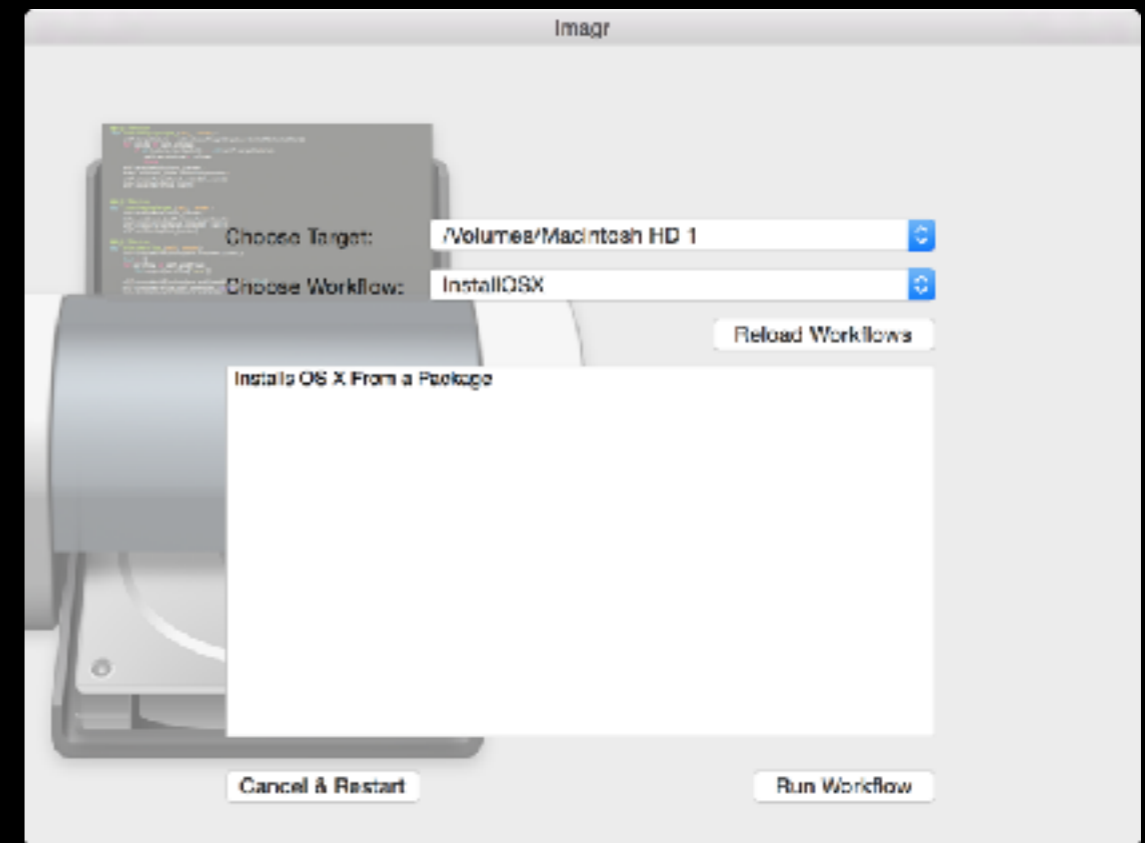 Imagr
Choose Target: /Volumes/Macintosh HD 1
Choose Workflow: InstallOSX
Reload Workflows
Installs OS X From a Package
Cancel & Restart
Run Workflow